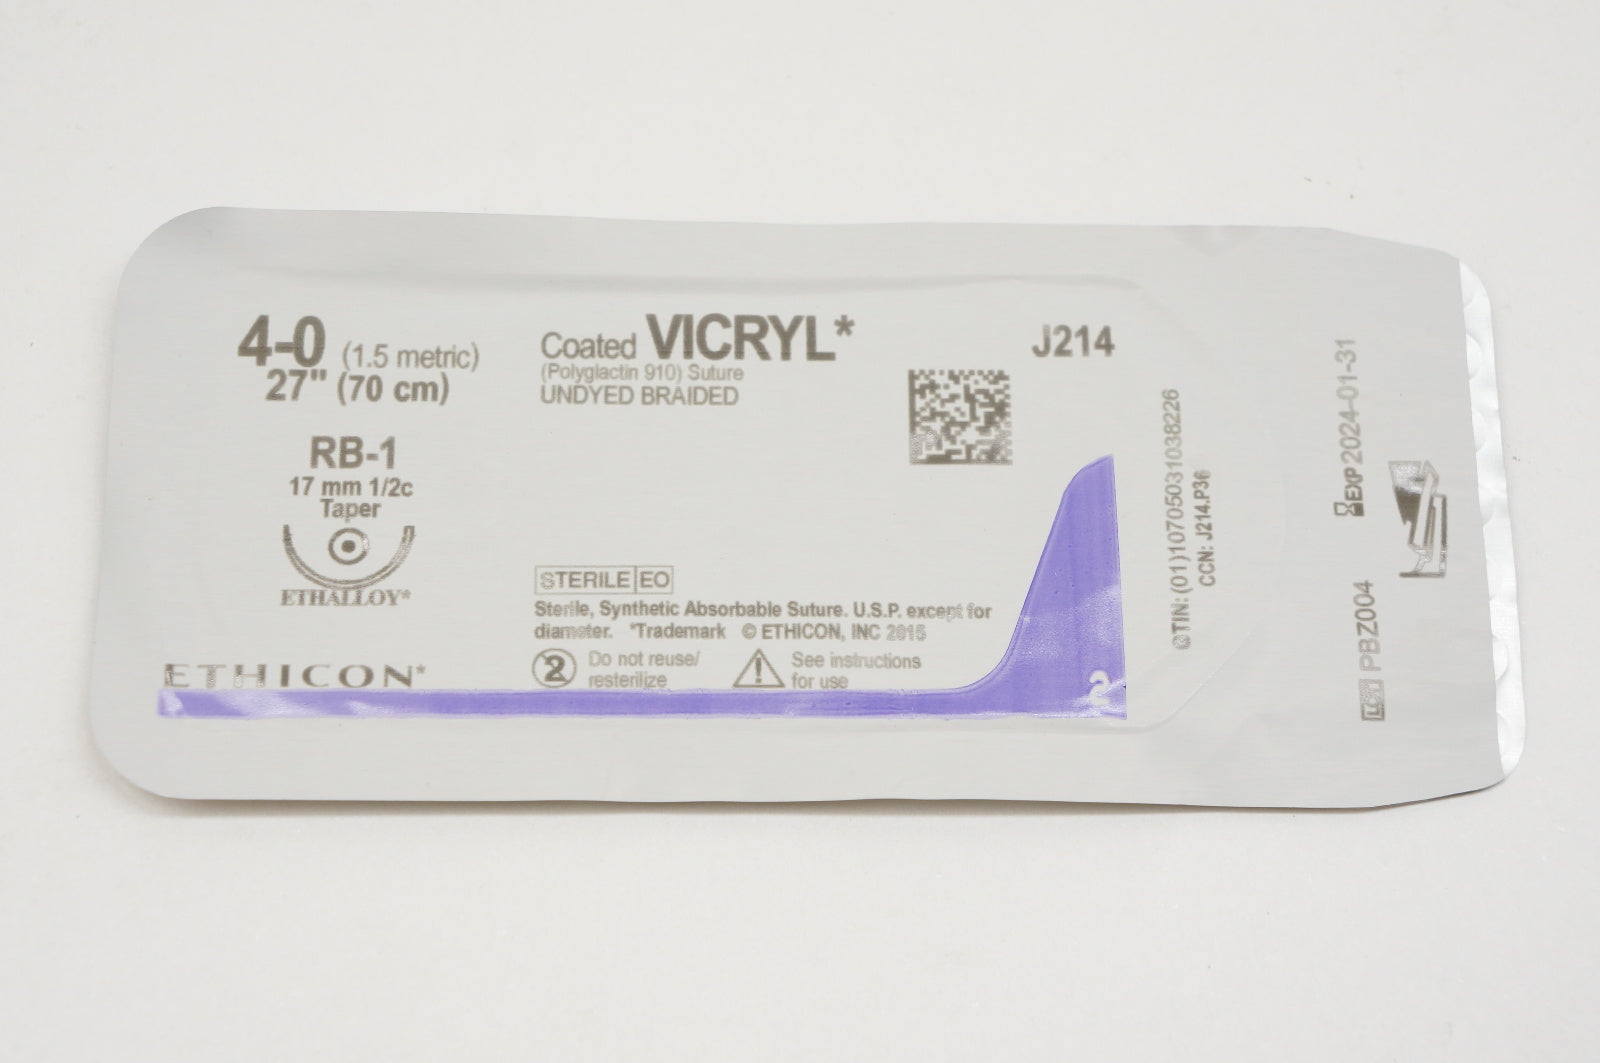 4-0 (1.5 metric)
27" (70 cm)
RB-1
17 mm 1/2c
Taper
ETHALLOY*
ETHICON*
Coated VICRYL*
(Polyglactin 910) Suture
UNDYED BRAIDED
STERILE EO
Sterile, Synthetic Absorbable Suture. U.S.P. except for
diameter. *Trademark © ETHICON, INC 2015
2 Do not reuse/
resterilize
See instructions
for use
J214
2
GTIN: (01)10705031038226
CCN: J214.P36
EXP 2024-01-31
LOT PBZ004